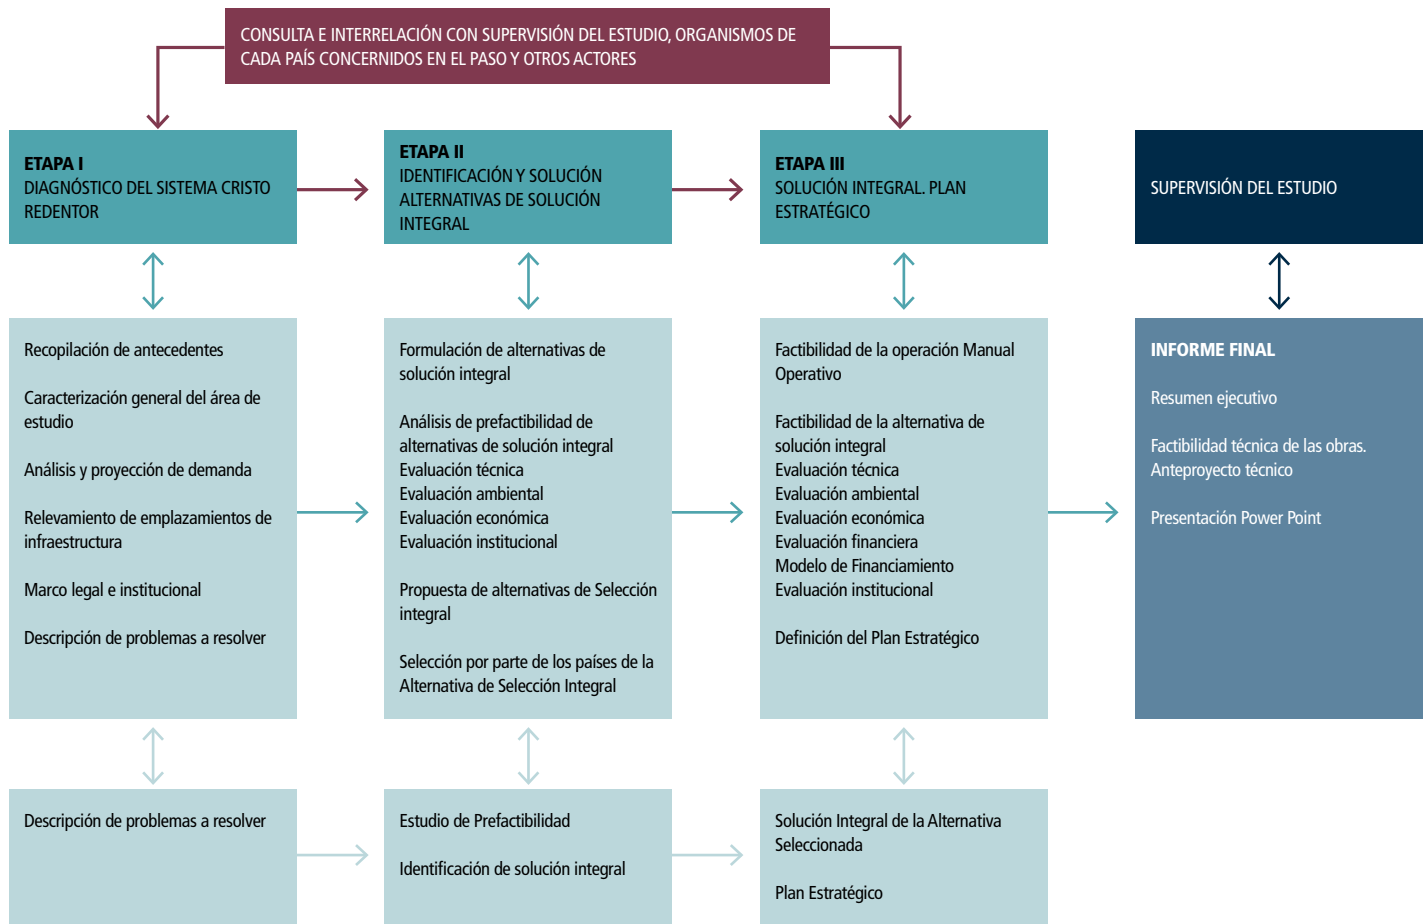 CONSULTA E INTERRELACIÓN CON SUPERVISIÓN DEL ESTUDIO, ORGANISMOS DE
CADA PAÍS CONCERNIDOS EN EL PASO Y OTROS ACTORES
ETAPA I
DIAGNÓSTICO DEL SISTEMA CRISTO
REDENTOR
ETAPA II
IDENTIFICACIÓN Y SOLUCIÓN
ALTERNATIVAS DE SOLUCIÓN
INTEGRAL
ETAPA III
SOLUCIÓN INTEGRAL. PLAN
ESTRATÉGICO
SUPERVISIÓN DEL ESTUDIO
Recopilación de antecedentes
Caracterización general del área de
estudio
Análisis y proyección de demanda
Relevamiento de emplazamientos de
infraestructura
Marco legal e institucional
Descripción de problemas a resolver
Formulación de alternativas de
solución integral
Análisis de prefactibilidad de
alternativas de solución integral
Evaluación técnica
Evaluación ambiental
Evaluación económica
Evaluación institucional
Propuesta de alternativas de Selección
integral
Selección por parte de los países de la
Alternativa de Selección Integral
Factibilidad de la operación Manual
Operativo
Factibilidad de la alternativa de
solución integral
Evaluación técnica
Evaluación ambiental
Evaluación económica
Evaluación financiera
Modelo de Financiamiento
Evaluación institucional
Definición del Plan Estratégico
INFORME FINAL
Resumen ejecutivo
Factibilidad técnica de las obras.
Anteproyecto técnico
Presentación Power Point
Descripción de problemas a resolver
Estudio de Prefactibilidad
Identificación de solución integral
Solución Integral de la Alternativa
Seleccionada
Plan Estratégico